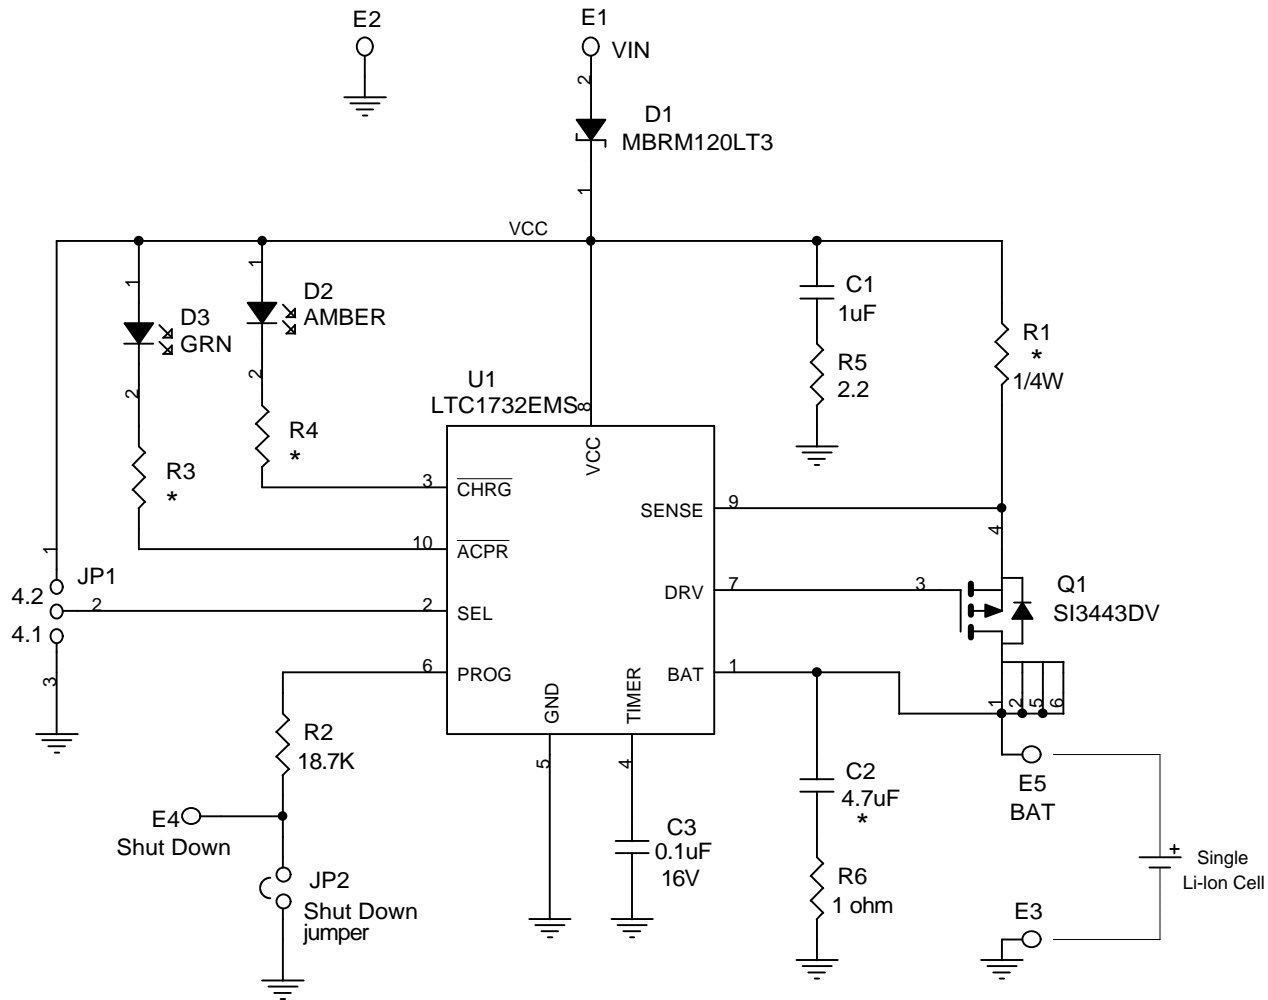 E2
E1
VIN
2
D1
MBRM120LT3
1
VCC
1
1
D3
GRN
D2
AMBER
2
2
C1
1uF
R5
2.2
R1
*
1/4W
U1
LTC1732EMS
8
R4
*
R3
*
VCC
3
CHRG
10
ACPR
2
SEL
6
PROG
SENSE
9
DRV
7
BAT
1
GND
TIMER
5
4
1
JP1
4.2
2
4.1
3
4
3
Q1
SI3443DV
1
2
5
6
R2
18.7K
E4
Shut Down
JP2
Shut Down
jumper
C3
0.1uF
16V
C2
4.7uF
*
R6
1 ohm
E5
BAT
+
Single
Li-Ion Cell
E3